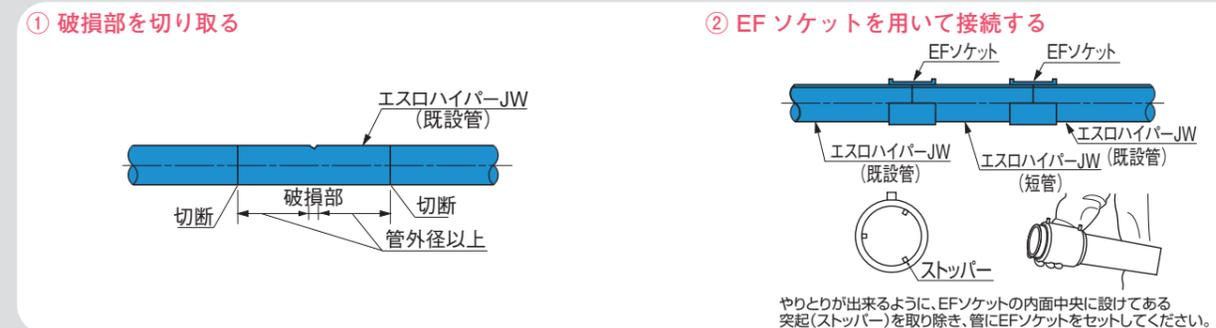 ① 破損部を切り取る
エスロハイパーJW
(既設管)
切断
破損部
切断
管外径以上
② EF ソケットを用いて接続する
EFソケット
EFソケット
エスロハイパーJW
(既設管)
エスロハイパーJW
(短管)
エスロハイパーJW
(既設管)
ストッパー
やりとりが出来るように、EFソケットの内面中央に設けてある
突起(ストッパー)を取り除き、管にEFソケットをセットしてください。